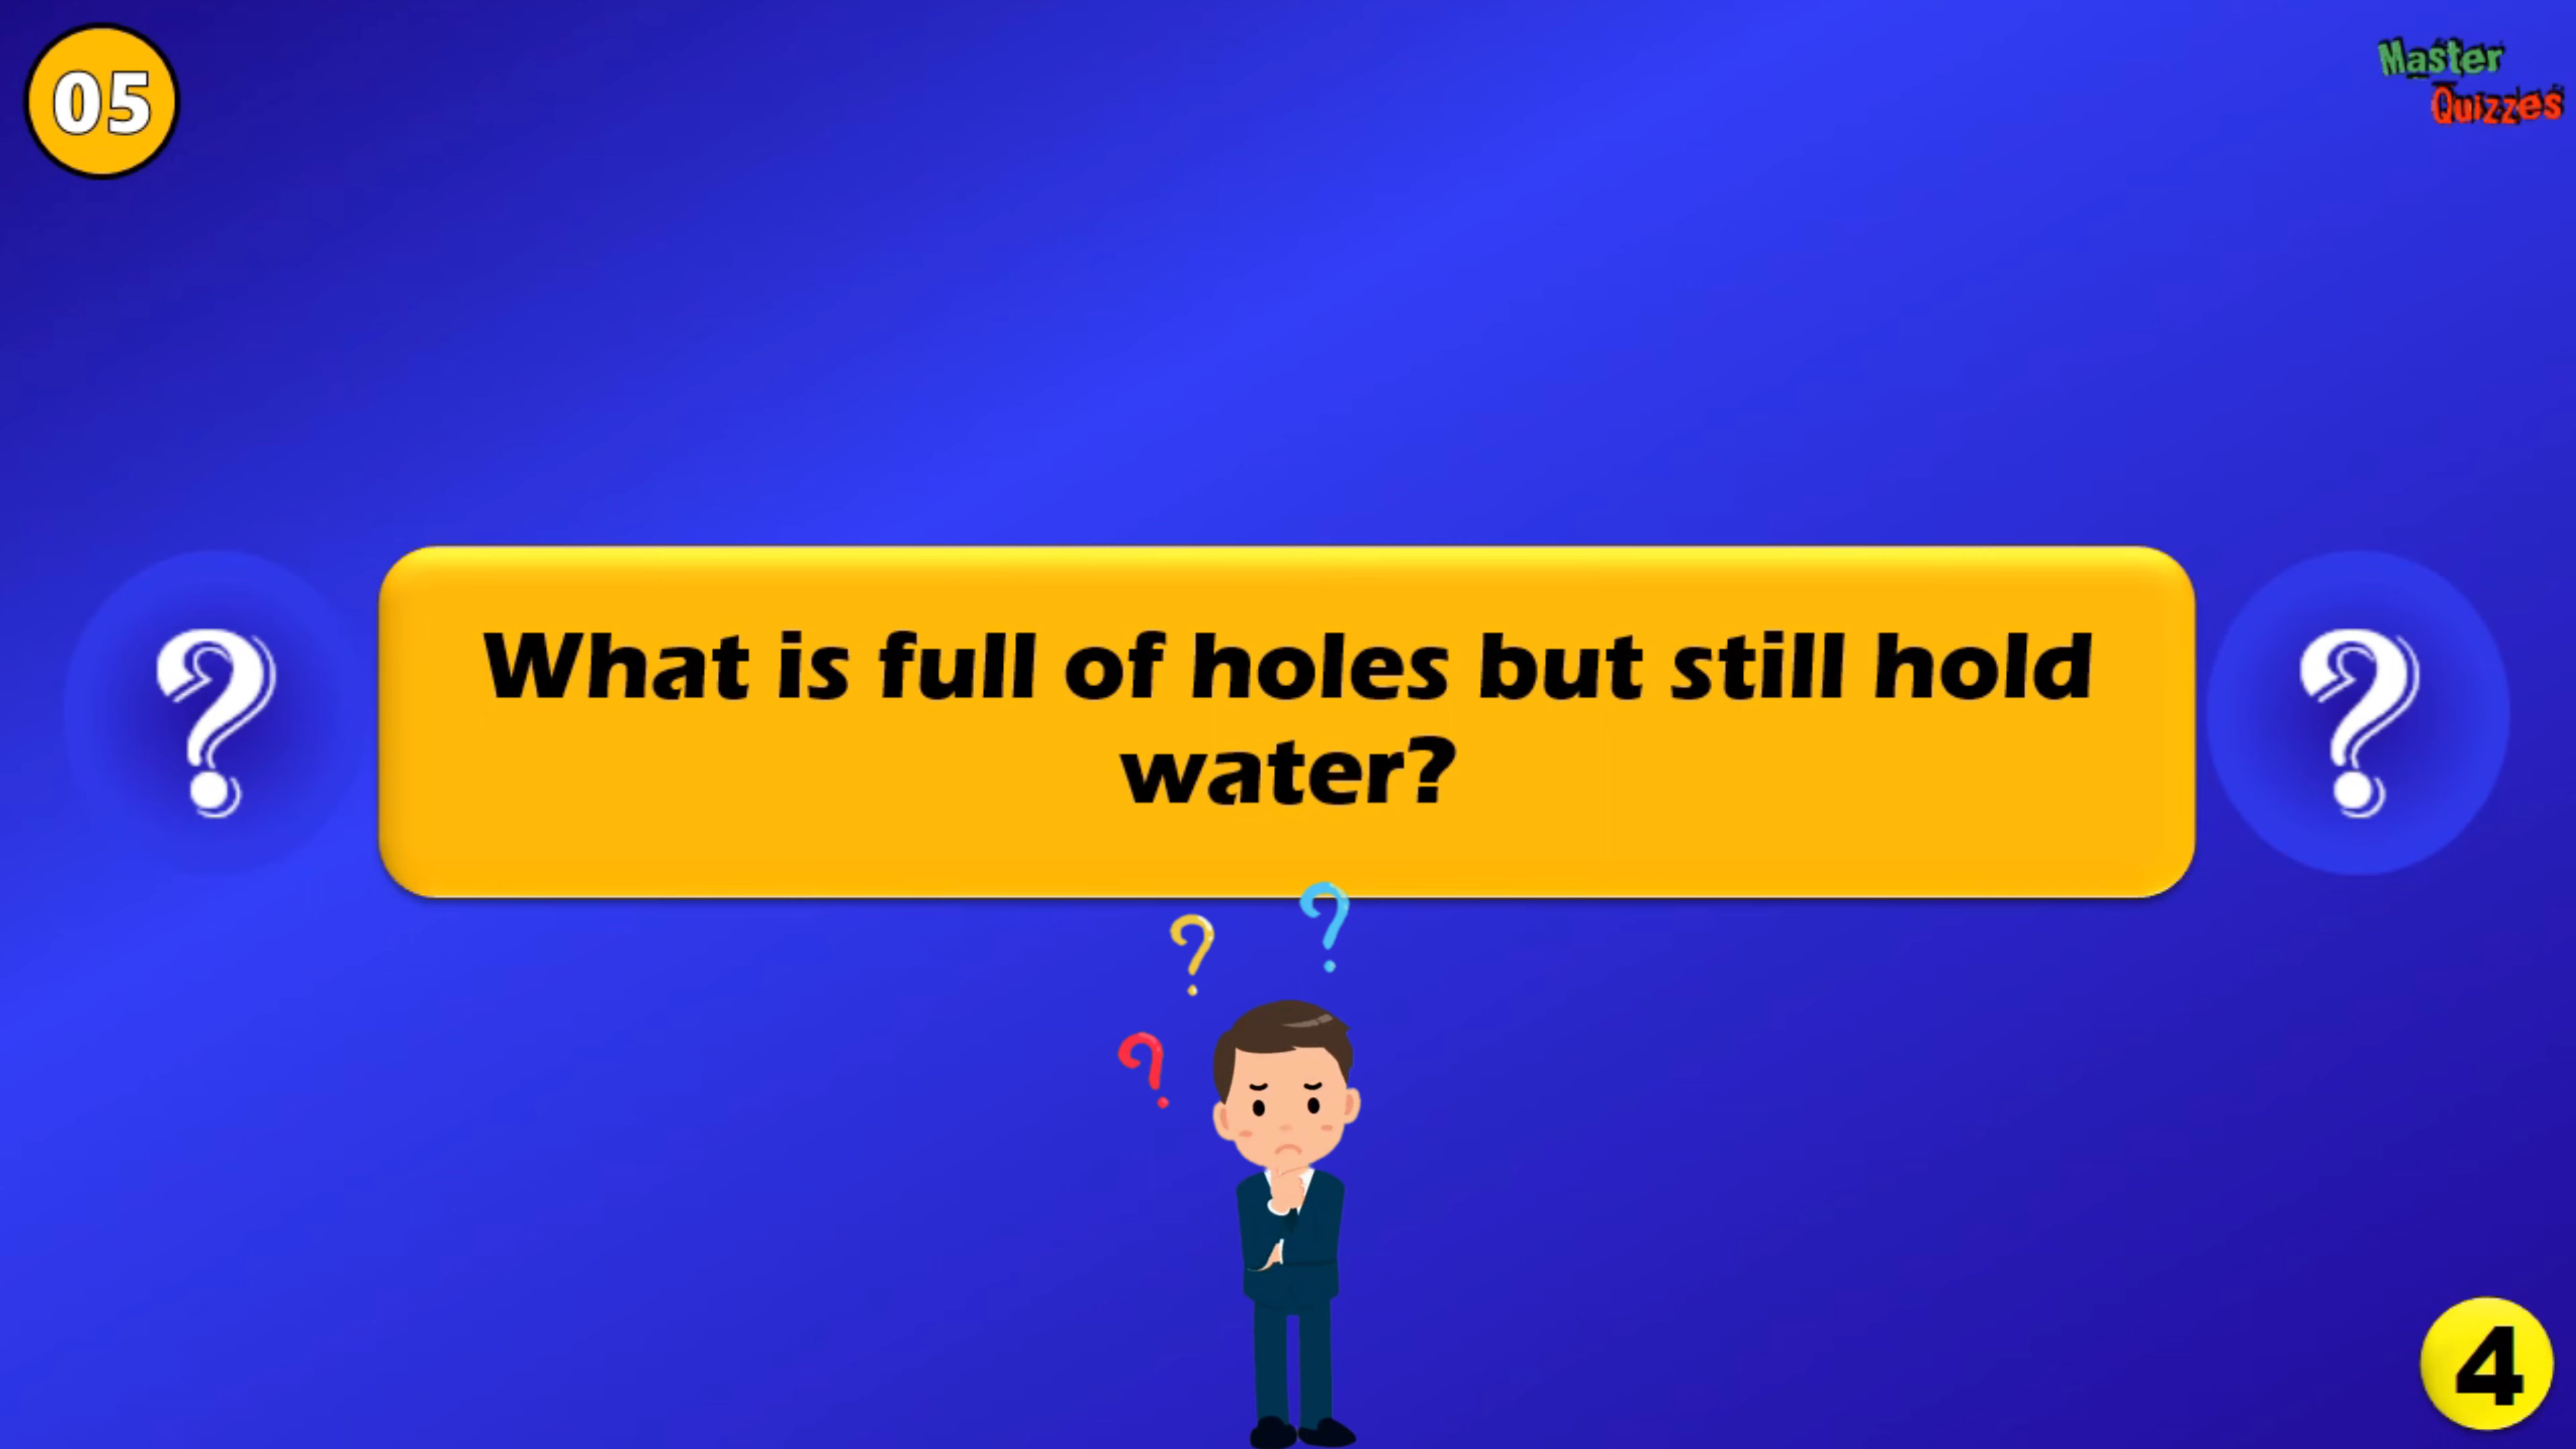 05
Master
Quizzes
?
What is full of holes but still hold
water?
?
?
?
?
4